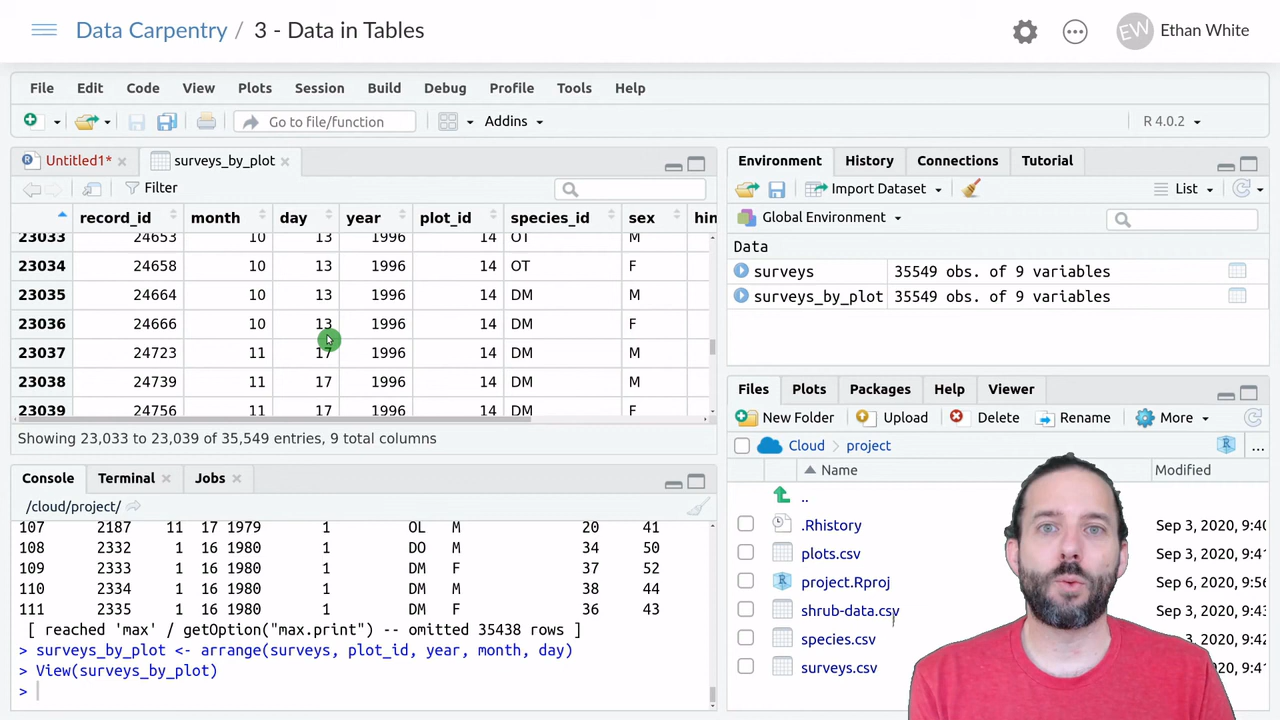 Data Carpentry / 3 - Data in Tables
EW Ethan White
File Edit Code View Plots Session Build Debug Profile Tools Help
Go to file/function Addins R 4.0.2
Untitled1* surveys_by_plot
Filter
record_id month day year plot_id species_id sex hin
23033 24653 10 13 1996 14 OT M
23034 24658 10 13 1996 14 OT F
23035 24664 10 13 1996 14 DM M
23036 24666 10 13 1996 14 DM F
23037 24723 11 17 1996 14 DM M
23038 24739 11 17 1996 14 DM M
23039 24756 11 17 1996 14 DM F
Showing 23,033 to 23,039 of 35,549 entries, 9 total columns
Console Terminal Jobs
/cloud/project/
107 2187 11 17 1979 1 OL M 20 41
108 2332 1 16 1980 1 DO M 34 50
109 2333 1 16 1980 1 DM F 37 52
110 2334 1 16 1980 1 DM M 38 44
111 2335 1 16 1980 1 DM F 36 43
[ reached 'max' / getOption("max.print") -- omitted 35438 rows ]
> surveys_by_plot <- arrange(surveys, plot_id, year, month, day)
> View(surveys_by_plot)
>
Environment History Connections Tutorial
Import Dataset List
Global Environment
Data
surveys 35549 obs. of 9 variables
surveys_by_plot 35549 obs. of 9 variables
Files Plots Packages Help Viewer
New Folder Upload Delete Rename More
Cloud project R ...
Name Modified
..
.Rhistory Sep 3, 2020, 9:40
plots.csv Sep 3, 2020, 9:41
project.Rproj Sep 6, 2020, 9:56
shrub-data.csv Sep 3, 2020, 9:43
species.csv Sep 3, 2020, 9:42
surveys.csv Sep 3, 2020, 9:41